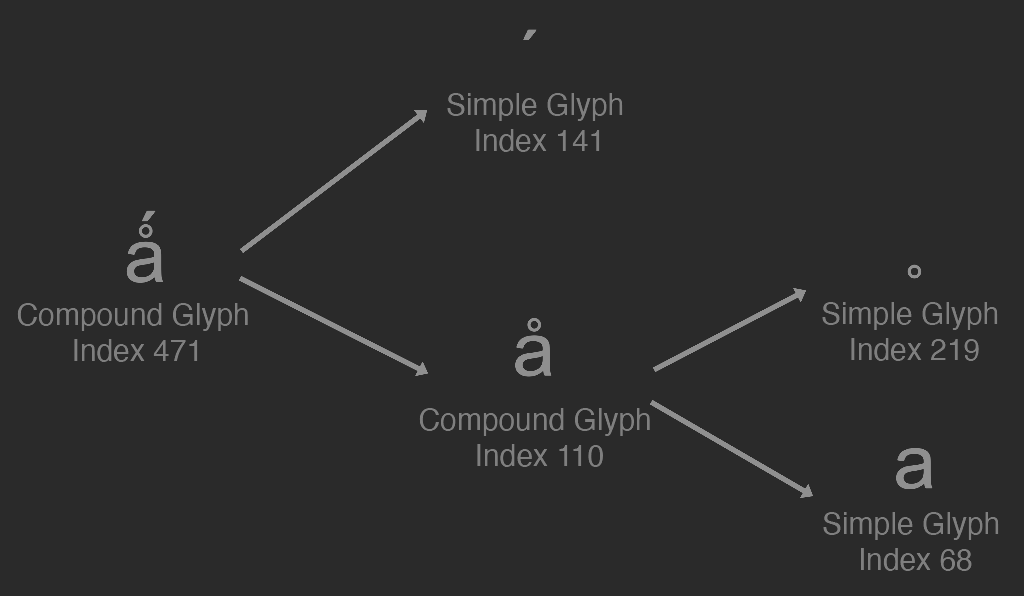 ´
Simple Glyph
Index 141
ǻ
Compound Glyph
Index 471
å
Compound Glyph
Index 110
°
Simple Glyph
Index 219
a
Simple Glyph
Index 68